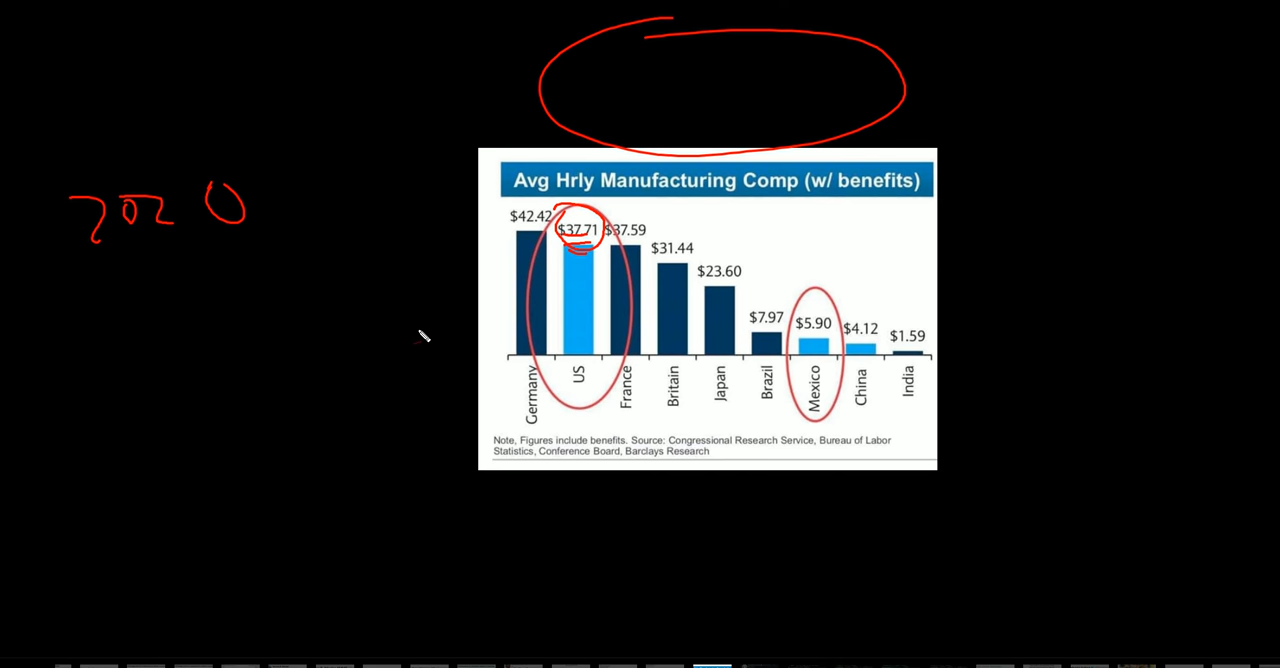 2020
Avg Hrly Manufacturing Comp (w/ benefits)
$42.42 $37.71 $37.59 $31.44 $23.60 $7.97 $5.90 $4.12 $1.59
Germany US France Britain Japan Brazil Mexico China India
Note, Figures include benefits. Source: Congressional Research Service, Bureau of Labor
Statistics, Conference Board, Barclays Research